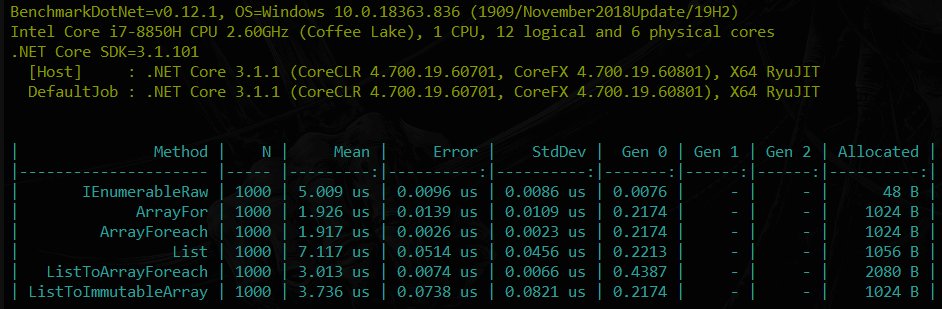 BenchmarkDotNet=v0.12.1, OS=Windows 10.0.18363.836 (1909/November2018Update/19H2)
Intel Core i7-8850H CPU 2.60GHz (Coffee Lake), 1 CPU, 12 logical and 6 physical cores
.NET Core SDK=3.1.101
  [Host]     : .NET Core 3.1.1 (CoreCLR 4.700.19.60701, CoreFX 4.700.19.60801), X64 RyuJIT
  DefaultJob : .NET Core 3.1.1 (CoreCLR 4.700.19.60701, CoreFX 4.700.19.60801), X64 RyuJIT
|               Method |    N |     Mean |     Error |    StdDev |  Gen 0 | Gen 1 | Gen 2 | Allocated |
|--------------------- |----- |---------:|----------:|----------:|-------:|------:|------:|----------:|
|       IEnumerableRaw | 1000 | 5.009 us | 0.0096 us | 0.0086 us | 0.0076 |     - |     - |      48 B |
|             ArrayFor | 1000 | 1.926 us | 0.0139 us | 0.0109 us | 0.2174 |     - |     - |    1024 B |
|         ArrayForeach | 1000 | 1.917 us | 0.0026 us | 0.0023 us | 0.2174 |     - |     - |    1024 B |
|                 List | 1000 | 7.117 us | 0.0514 us | 0.0456 us | 0.2213 |     - |     - |    1056 B |
|   ListToArrayForeach | 1000 | 3.013 us | 0.0074 us | 0.0066 us | 0.4387 |     - |     - |    2080 B |
| ListToImmutableArray | 1000 | 3.736 us | 0.0738 us | 0.0821 us | 0.2174 |     - |     - |    1024 B |